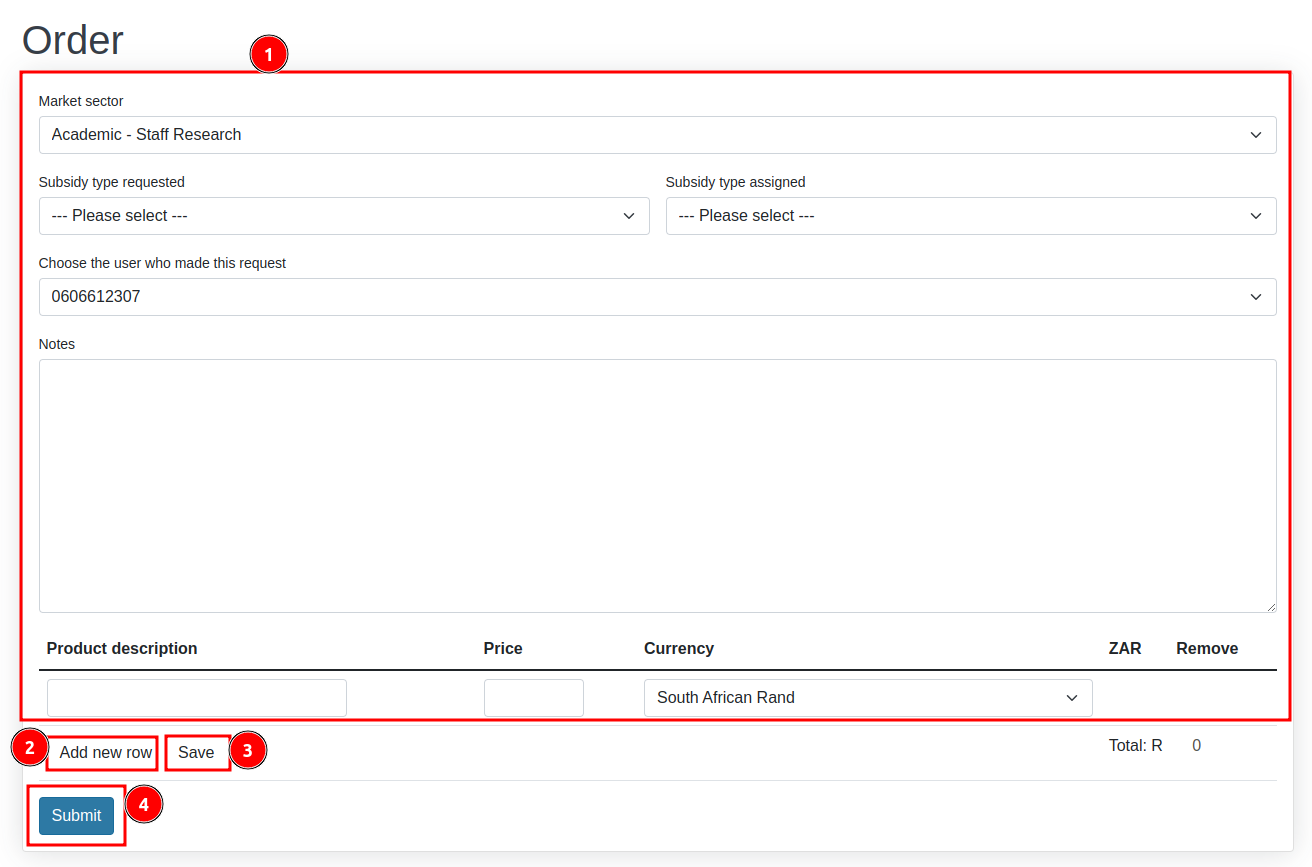 Order
1
Market sector
Academic - Staff Research
Subsidy type requested Subsidy type assigned
--- Please select --- --- Please select ---
Choose the user who made this request
0606612307
Notes
Product description Price Currency ZAR Remove
South African Rand
2 Add new row Save 3 Total: R 0
Submit 4